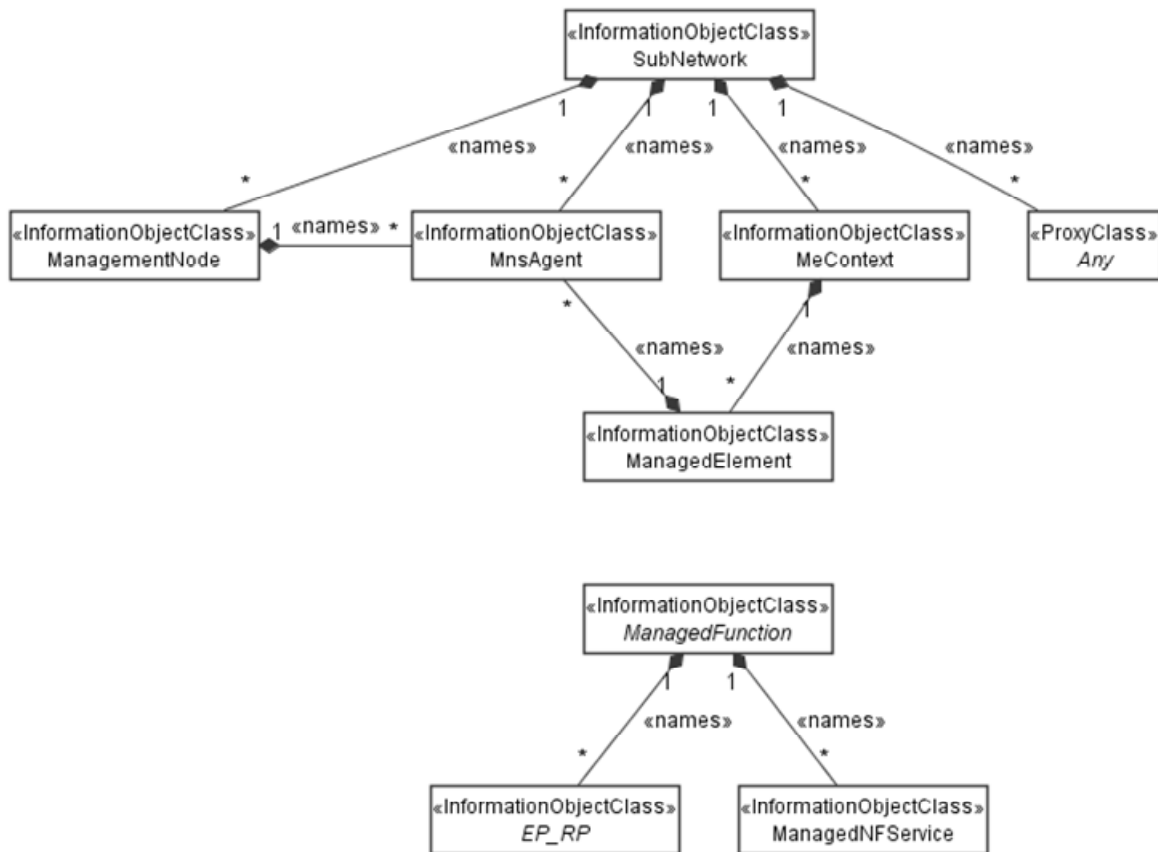 «InformationObjectClass»
SubNetwork
1
1
1
1
«names»
«names»
«names»
«names»
*
*
*
*
«InformationObjectClass»
ManagementNode
1
«names»
*
«InformationObjectClass»
MnsAgent
«InformationObjectClass»
MeContext
«ProxyClass»
Any
*
1
«names»
«names»
1
*
«InformationObjectClass»
ManagedElement
«InformationObjectClass»
ManagedFunction
1
1
«names»
«names»
*
*
«InformationObjectClass»
EP_RP
«InformationObjectClass»
ManagedNFService